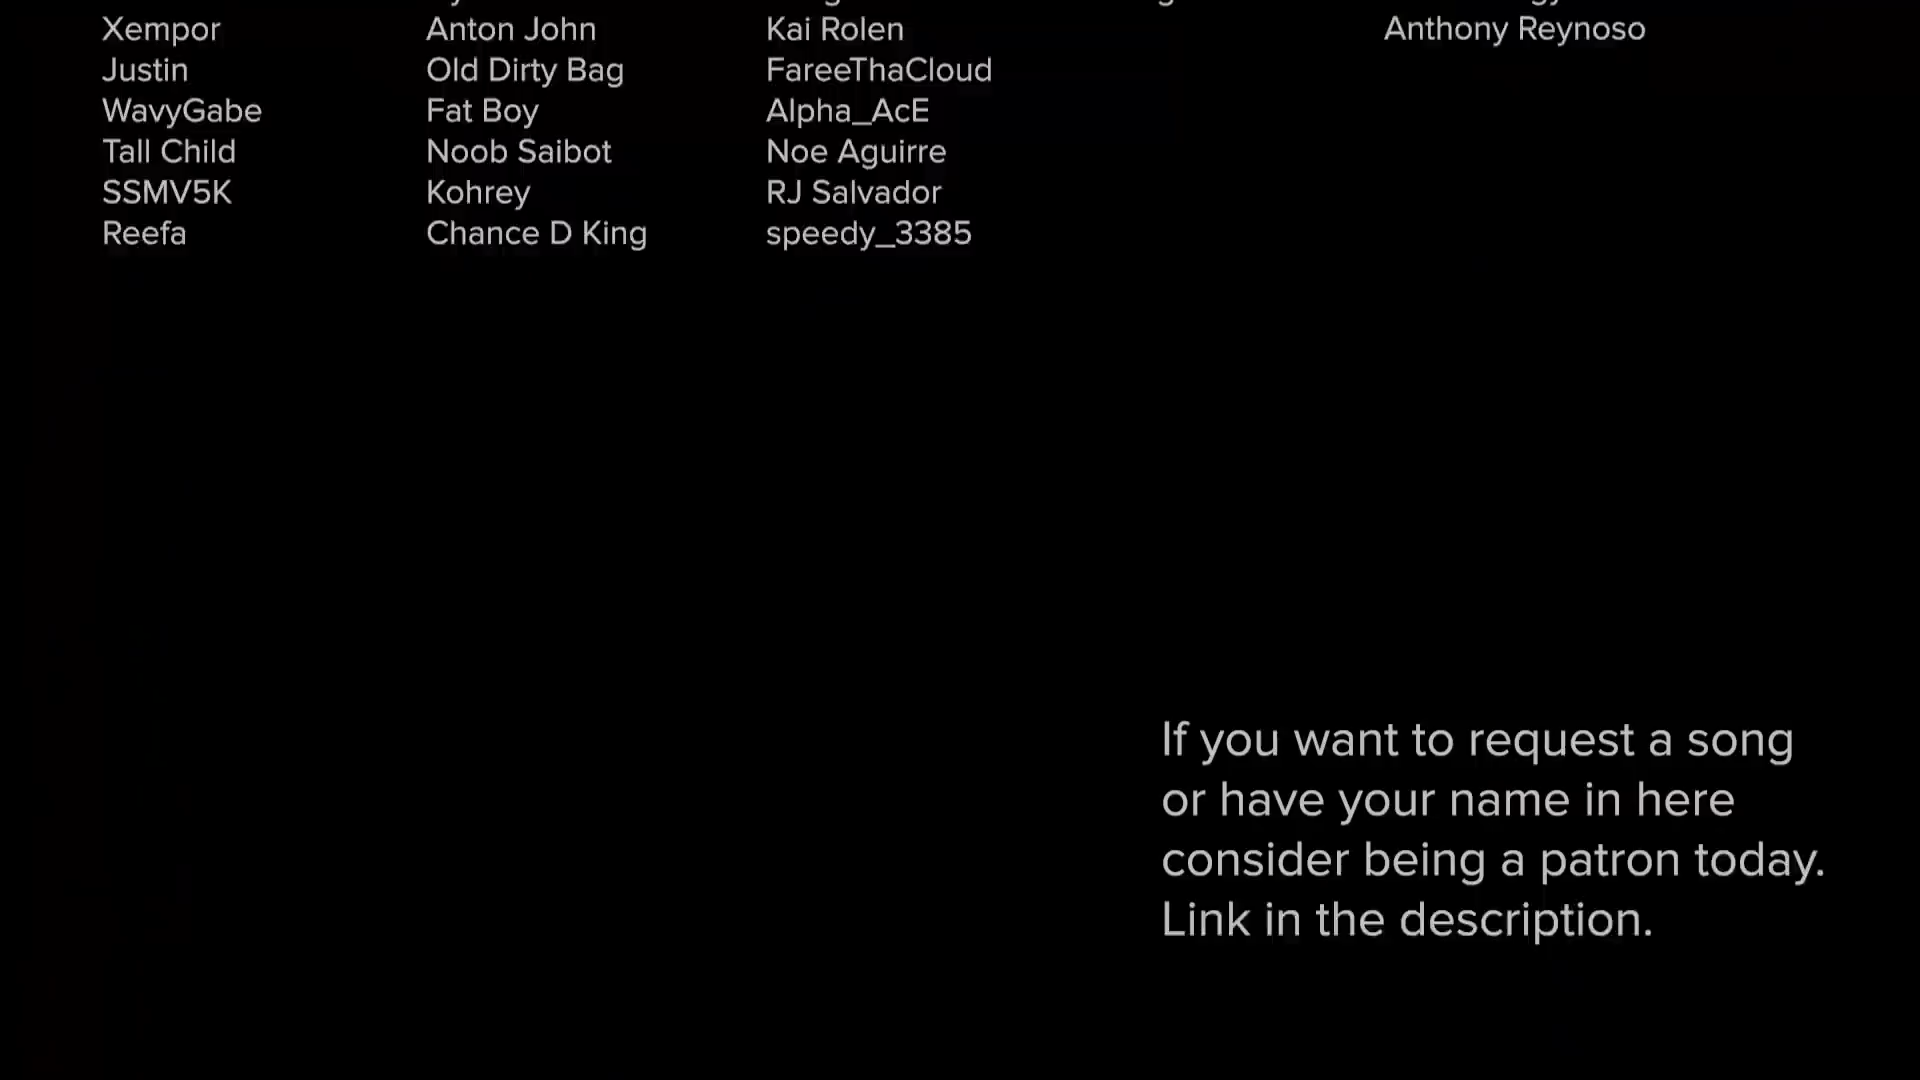 Xempor Anton John Kai Rolen Anthony Reynoso
Justin Old Dirty Bag FareeThaCloud
WavyGabe Fat Boy Alpha_AcE
Tall Child Noob Saibot Noe Aguirre
SSMV5K Kohrey RJ Salvador
Reefa Chance D King speedy_3385
If you want to request a song
or have your name in here
consider being a patron today.
Link in the description.